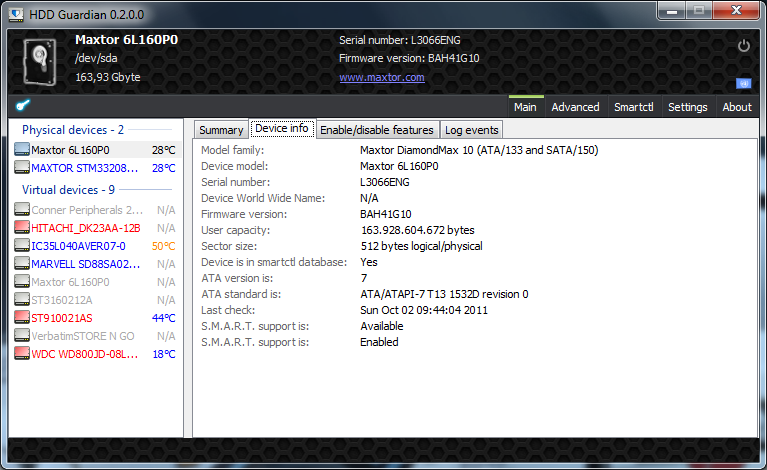 HDD Guardian 0.2.0.0
Maxtor 6L160P0
/dev/sda
163,93 Gbyte
Serial number: L3066ENG
Firmware version: BAH41G10
www.maxtor.com
Main Advanced Smartctl Settings About
Physical devices - 2
Maxtor 6L160P0 28°C
MAXTOR STM33208... 28°C
Virtual devices - 9
Conner Peripherals 2... N/A
HITACHI_DK23AA-12B N/A
IC35L040AVER07-0 50°C
MARVELL SD88SA02... N/A
Maxtor 6L160P0 N/A
ST3160212A N/A
ST910021AS 44°C
VerbatimSTORE N GO N/A
WDC WD800JD-08L... 18°C
Summary Device info Enable/disable features Log events
Model family: Maxtor DiamondMax 10 (ATA/133 and SATA/150)
Device model: Maxtor 6L160P0
Serial number: L3066ENG
Device World Wide Name: N/A
Firmware version: BAH41G10
User capacity: 163.928.604.672 bytes
Sector size: 512 bytes logical/physical
Device is in smartctl database: Yes
ATA version is: 7
ATA standard is: ATA/ATAPI-7 T13 1532D revision 0
Last check: Sun Oct 02 09:44:04 2011
S.M.A.R.T. support is: Available
S.M.A.R.T. support is: Enabled